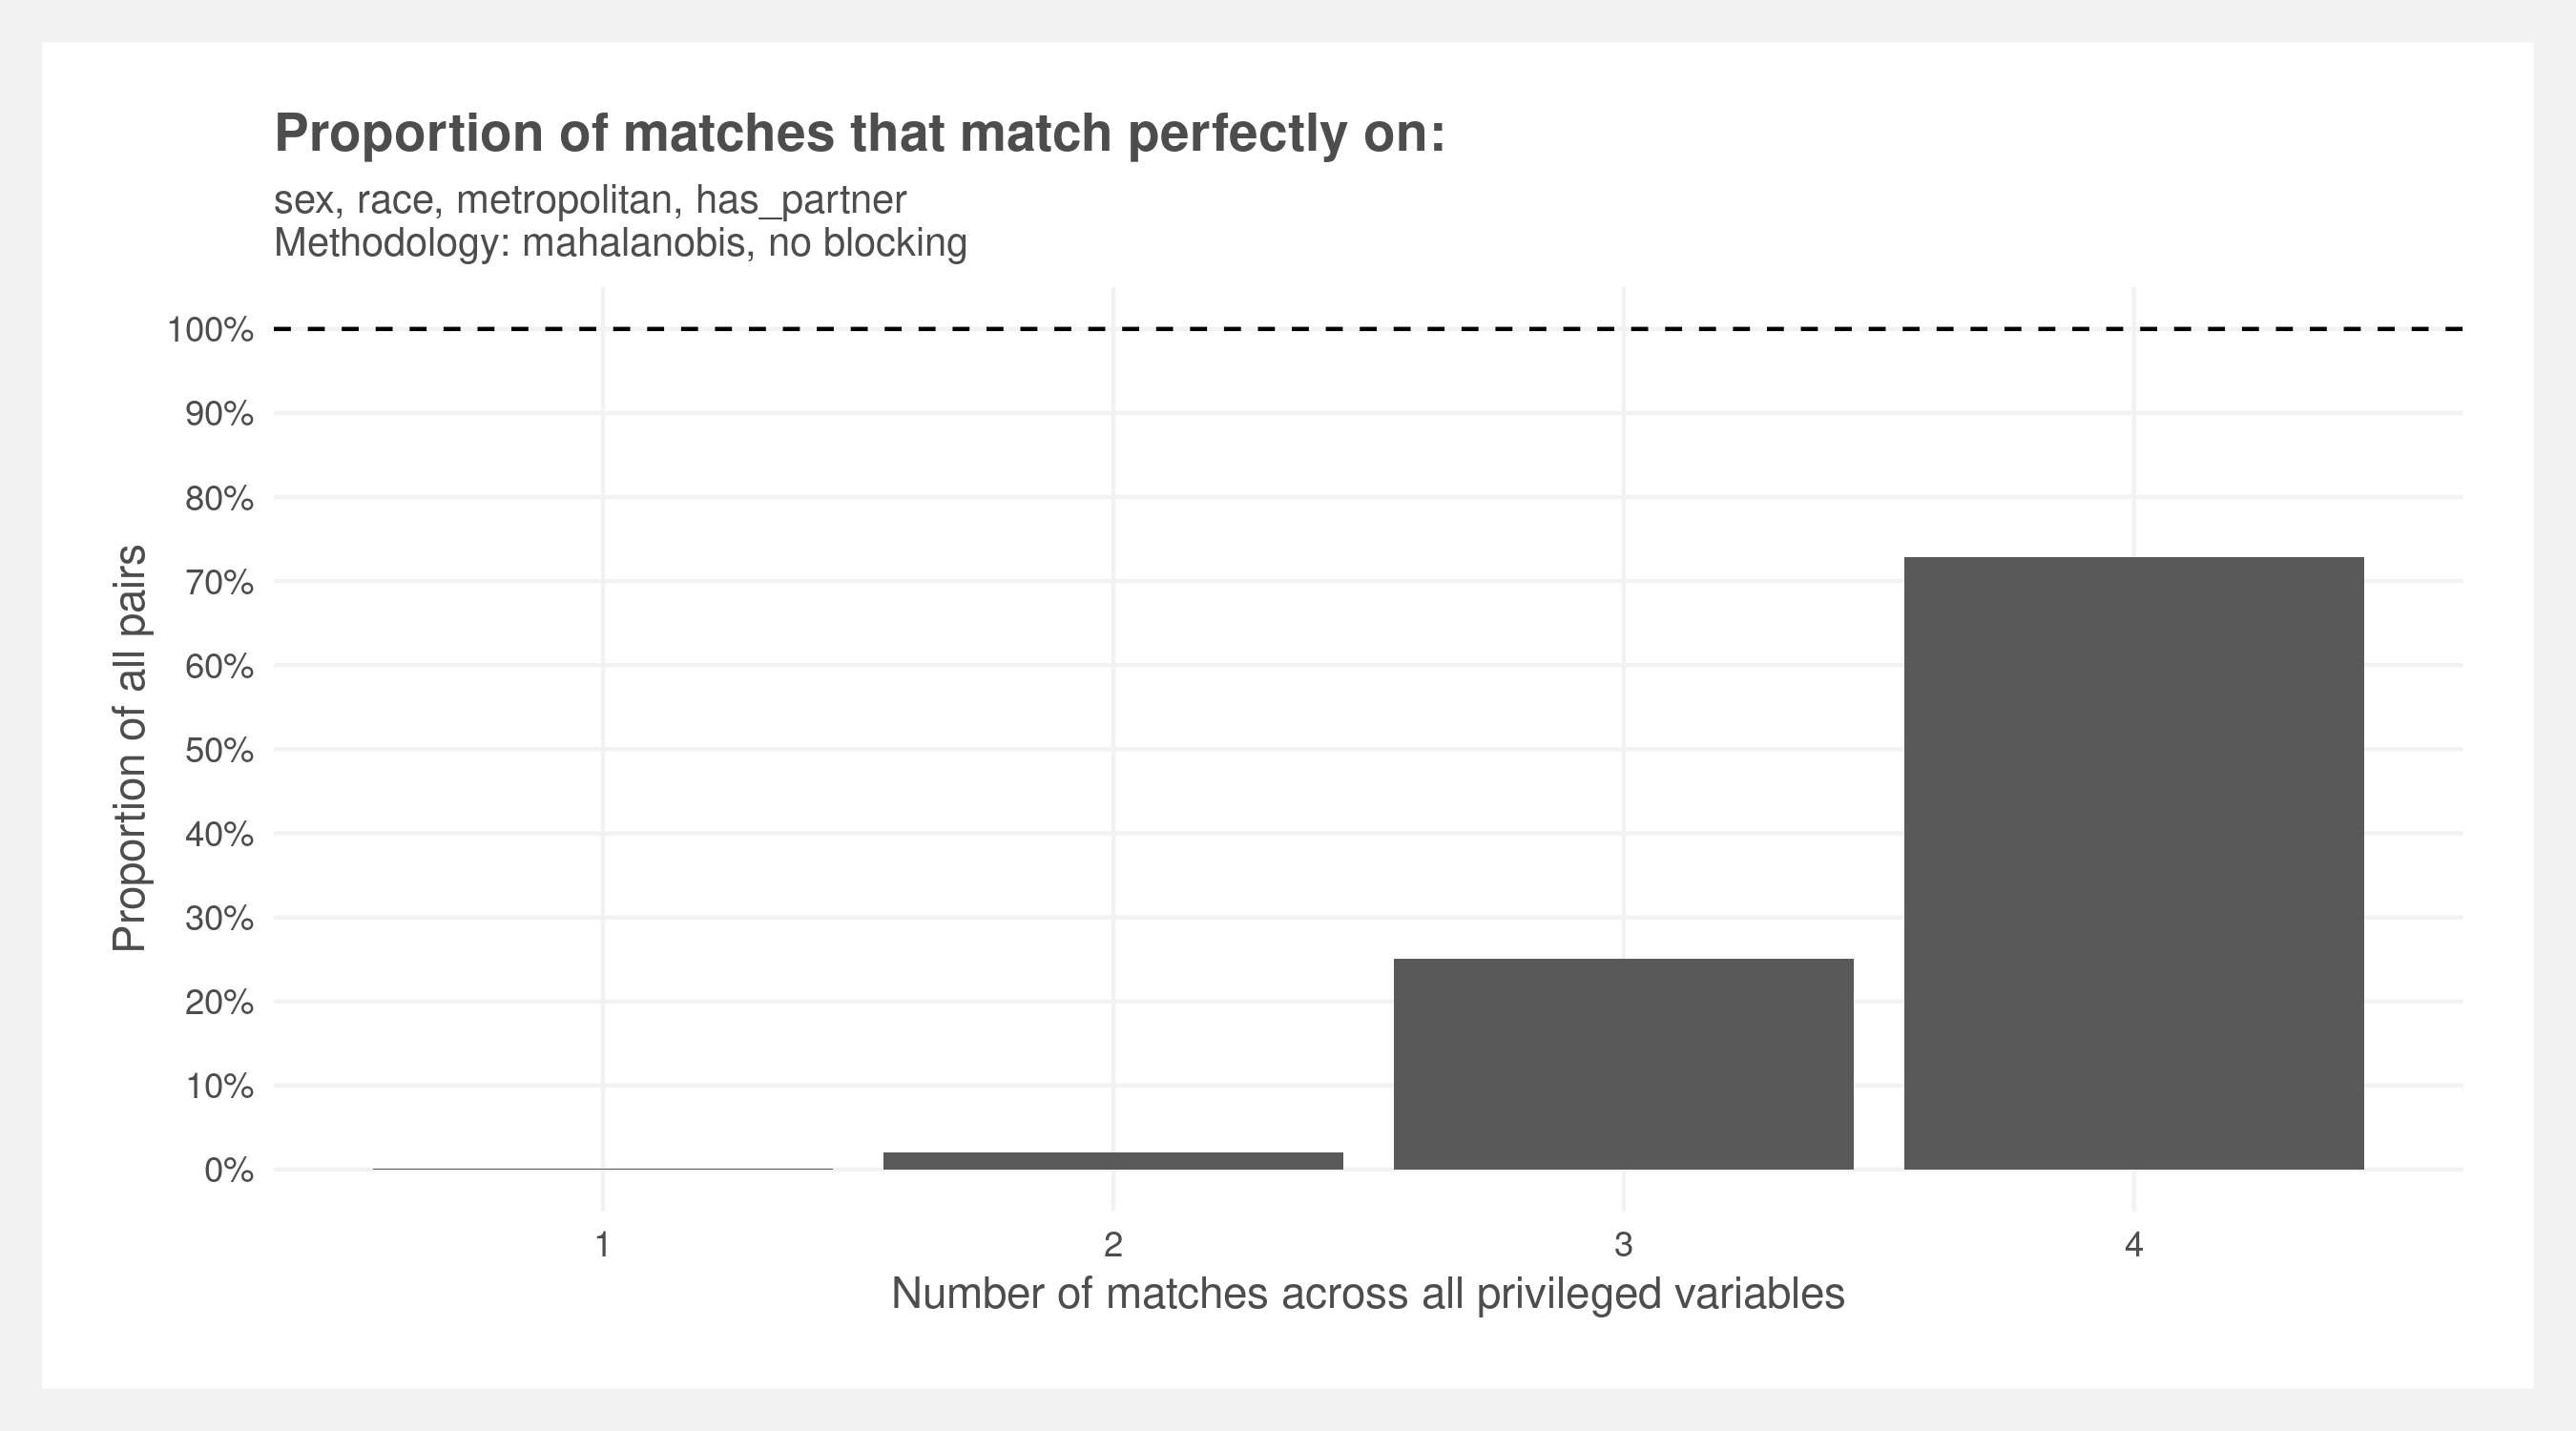 Proportion of matches that match perfectly on:
sex, race, metropolitan, has_partner
Methodology: mahalanobis, no blocking
Proportion of all pairs
100%
90%
80%
70%
60%
50%
40%
30%
20%
10%
0%
1 2 3 4
Number of matches across all privileged variables